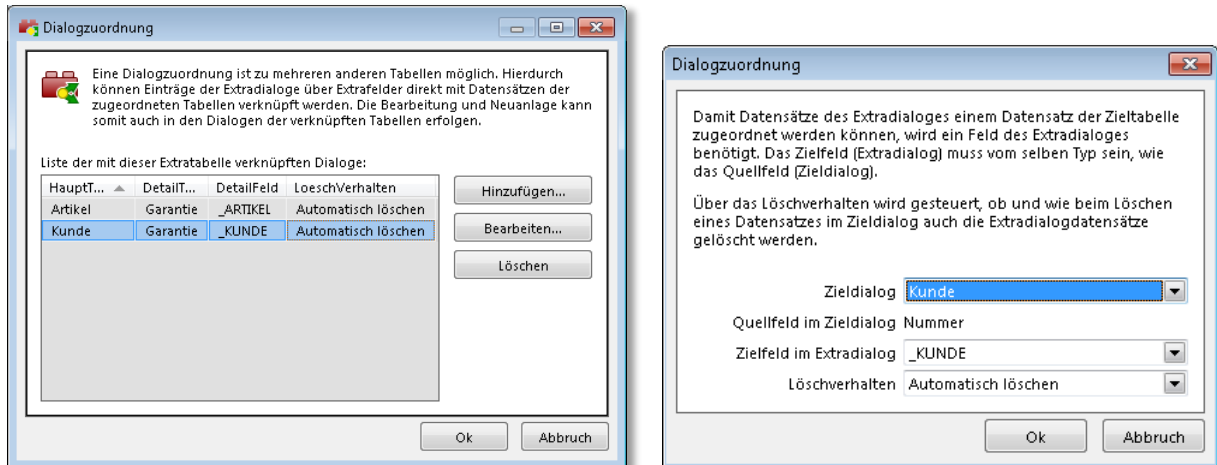 Dialogzuordnung
Eine Dialogzuordnung ist zu mehreren anderen Tabellen möglich. Hierdurch
können Einträge der Extradialoge über Extrafelder direkt mit Datensätzen der
zugeordneten Tabellen verknüpft werden. Die Bearbeitung und Neuanlage kann
somit auch in den Dialogen der verknüpften Tabellen erfolgen.
Liste der mit dieser Extratabelle verknüpften Dialoge:
HauptT... DetailT... DetailFeld LoeschVerhalten
Artikel Garantie _ARTIKEL Automatisch löschen
Kunde Garantie _KUNDE Automatisch löschen
Hinzufügen...
Bearbeiten...
Löschen
Ok Abbruch
Dialogzuordnung
Damit Datensätze des Extradialoges einem Datensatz der Zieltabelle
zugeordnet werden können, wird ein Feld des Extradialoges
benötigt. Das Zielfeld (Extradialog) muss vom selben Typ sein, wie
das Quellfeld (Zieldialog).
Über das Löschverhalten wird gesteuert, ob und wie beim Löschen
eines Datensatzes im Zieldialog auch die Extradialogdatensätze
gelöscht werden.
Zieldialog Kunde
Quellfeld im Zieldialog Nummer
Zielfeld im Extradialog _KUNDE
Löschverhalten Automatisch löschen
Ok Abbruch